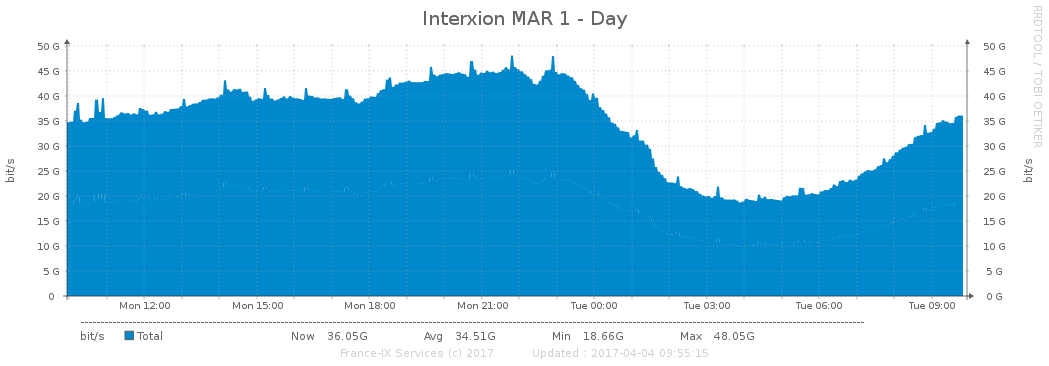 Interxion MAR 1 - Day
RRDTOOL / TOBI OETIKER
bit/s
50 G 50 G
45 G 45 G
40 G 40 G
35 G 35 G
30 G 30 G
25 G 25 G
20 G 20 G
15 G 15 G
10 G 10 G
5 G 5 G
0 0 G
bit/s
Mon 12:00 Mon 15:00 Mon 18:00 Mon 21:00 Tue 00:00 Tue 03:00 Tue 06:00 Tue 09:00
bit/s Total Now 36.05G Avg 34.51G Min 18.66G Max 48.05G
France-IX Services (c) 2017 Updated : 2017-04-04 09:55:15